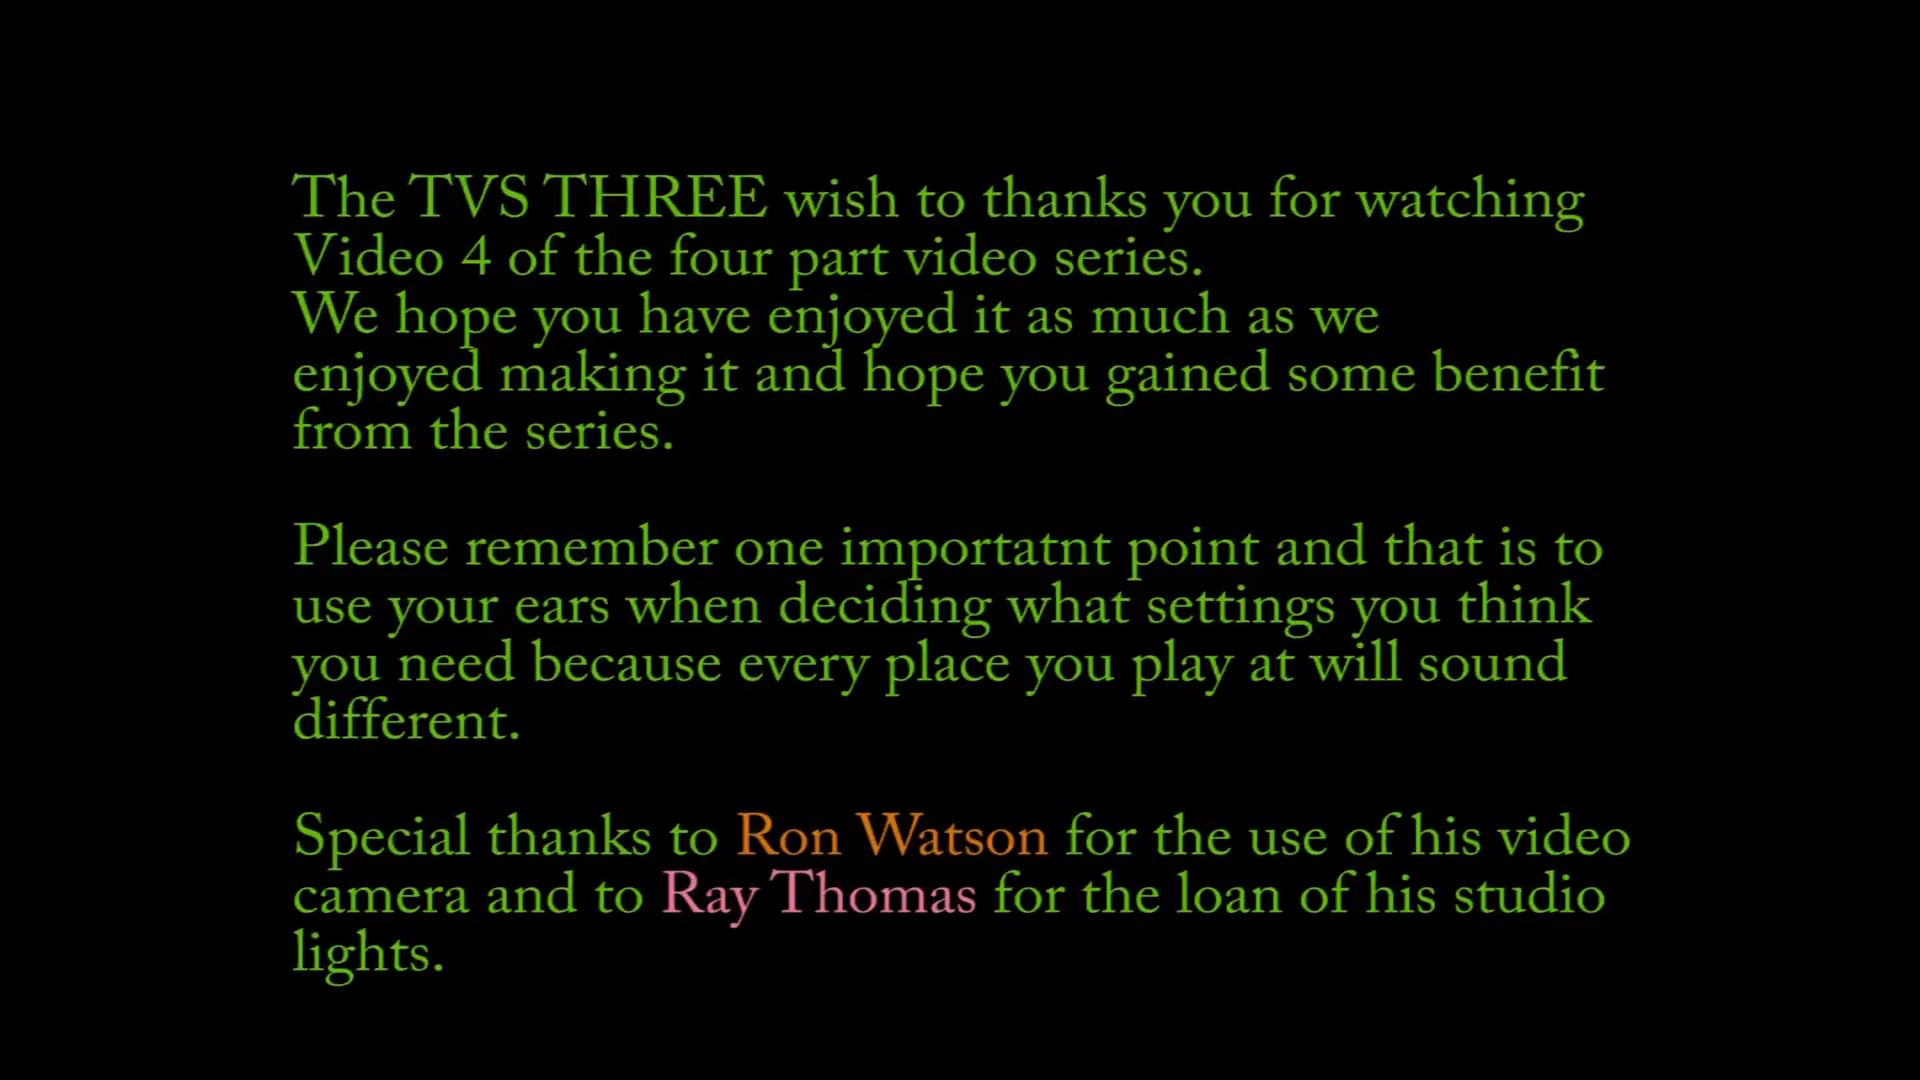 The TVS THREE wish to thanks you for watching
Video 4 of the four part video series.
We hope you have enjoyed it as much as we
enjoyed making it and hope you gained some benefit
from the series.
Please remember one importatnt point and that is to
use your ears when deciding what settings you think
you need because every place you play at will sound
different.
Special thanks to Ron Watson for the use of his video
camera and to Ray Thomas for the loan of his studio
lights.